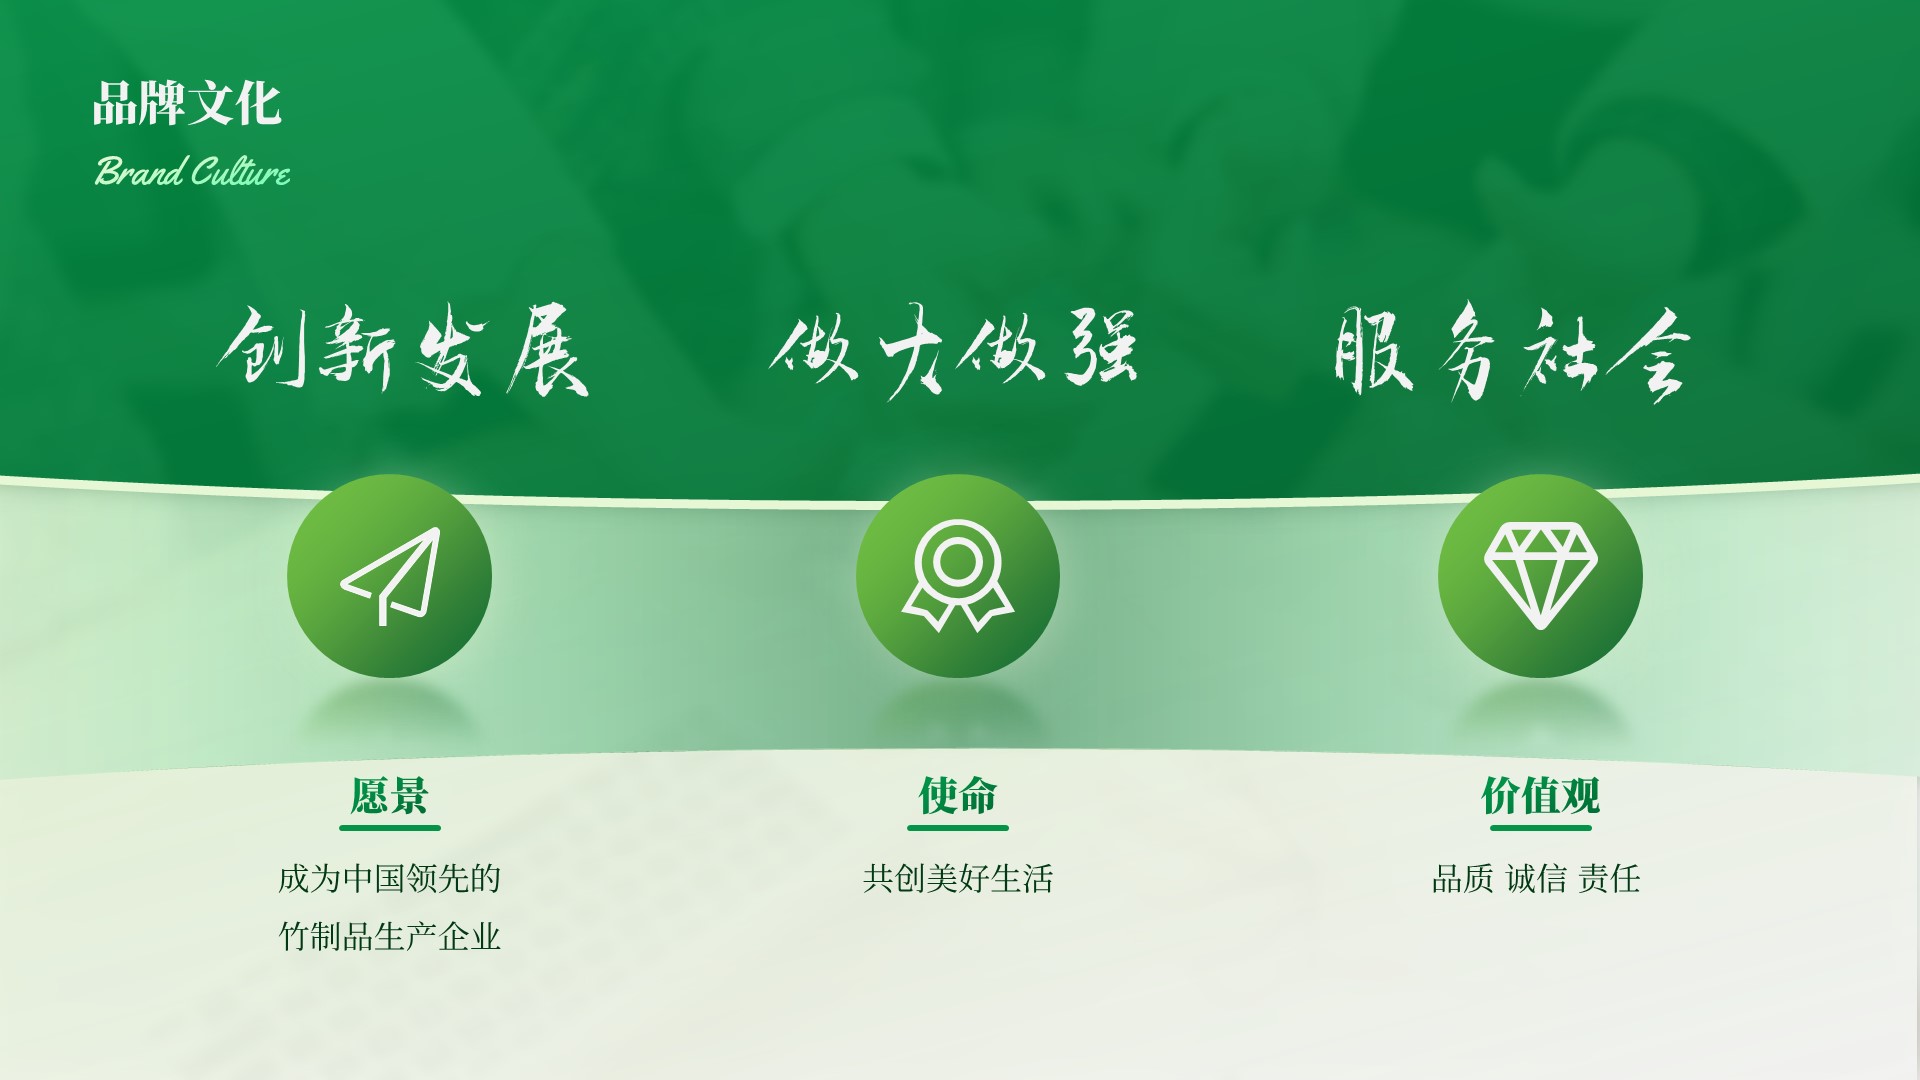 品牌文化
Brand Culture
创新发展
做大做强
服务社会
愿景
成为中国领先的
竹制品生产企业
使命
共创美好生活
价值观
品质 诚信 责任